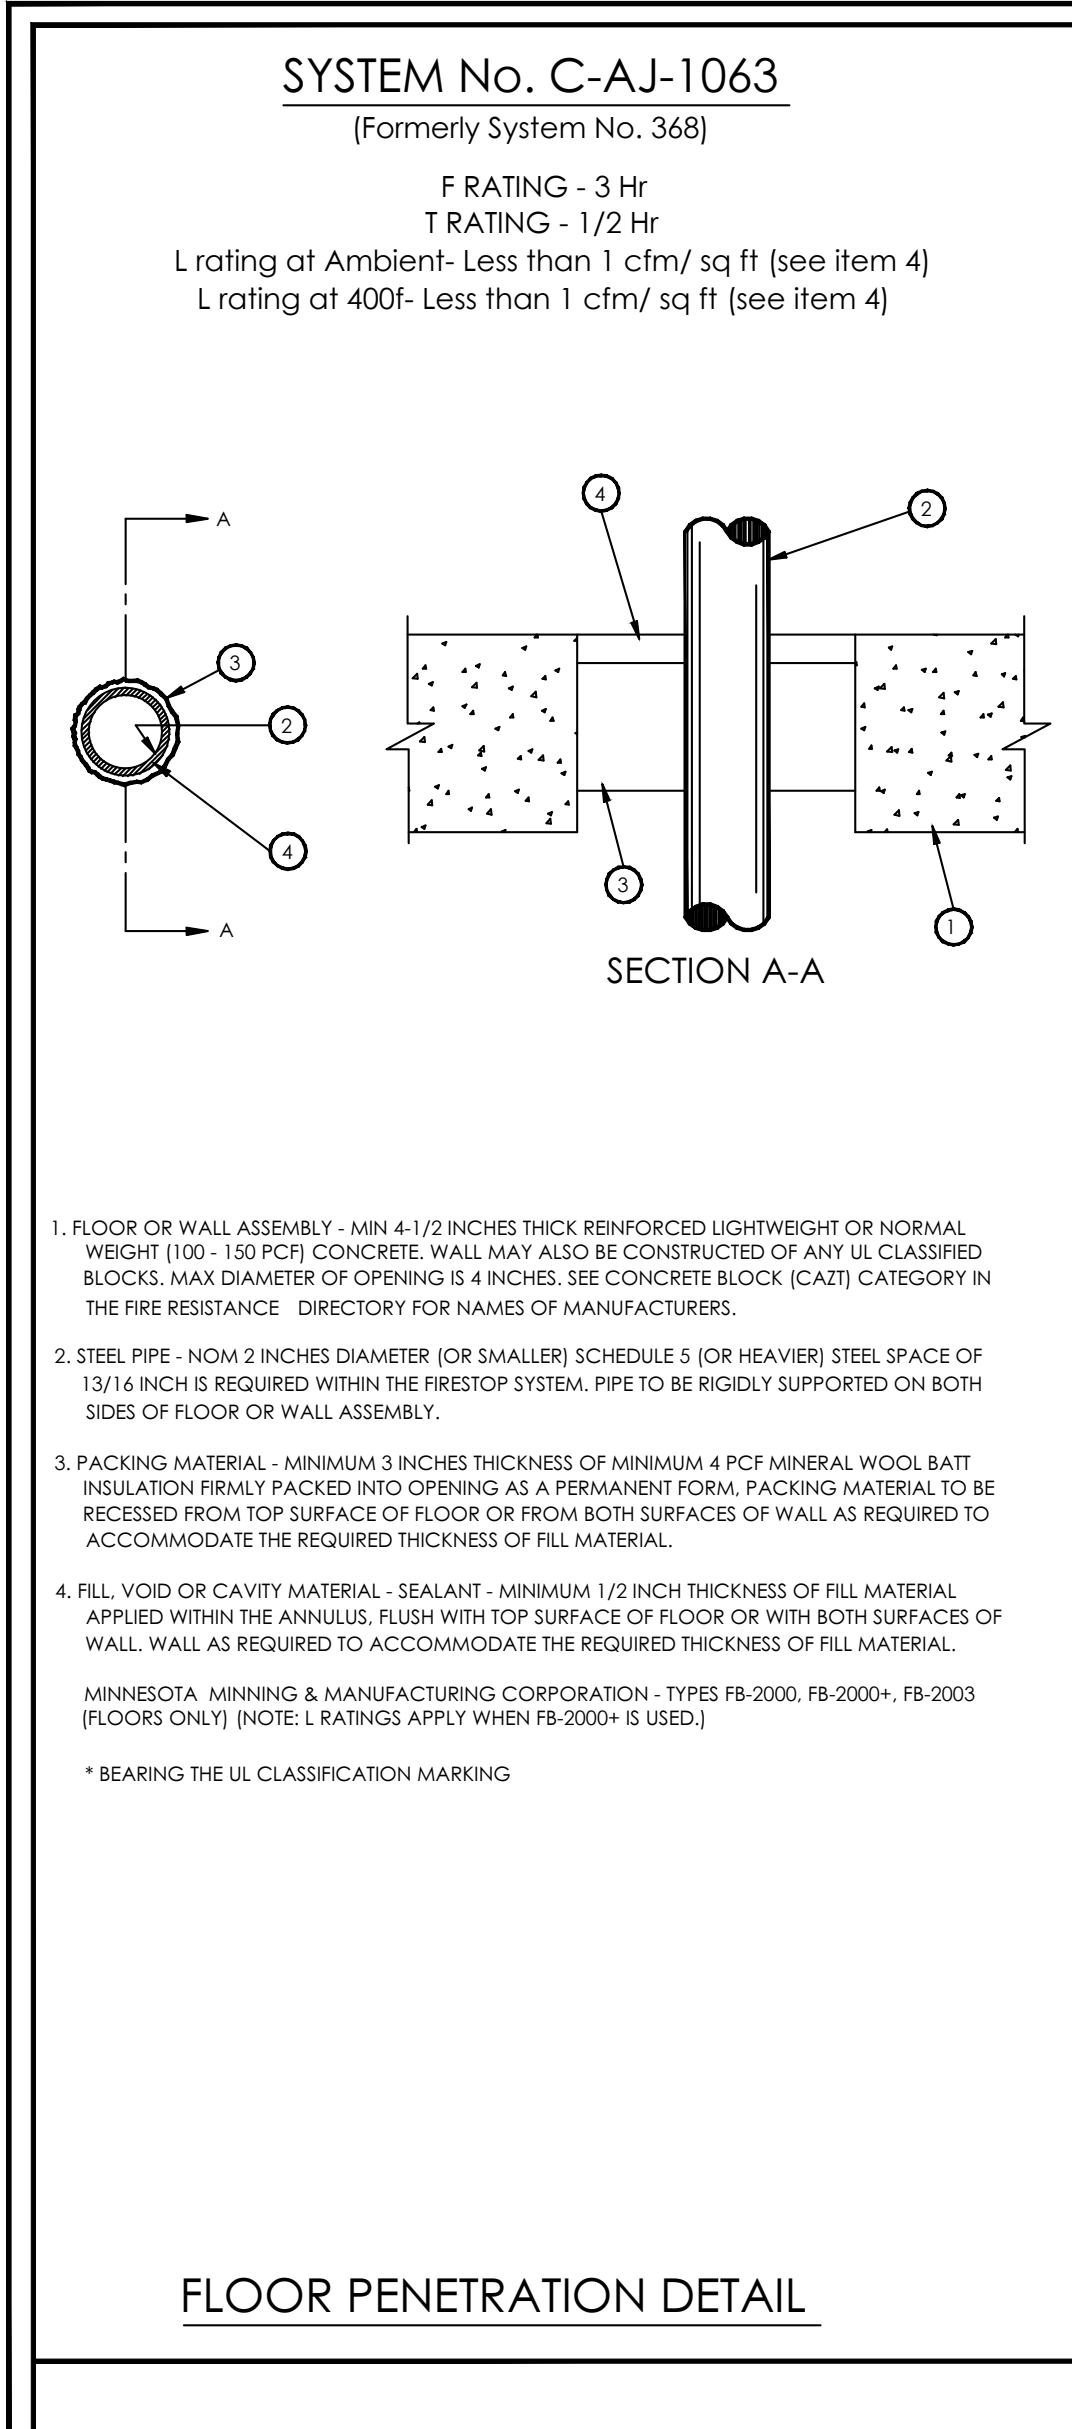 SYSTEM No. C-AJ-1063
(Formerly System No. 368)
F RATING - 3 Hr
T RATING - 1/2 Hr
L rating at Ambient- Less than 1 cfm/ sq ft (see item 4)
L rating at 400f- Less than 1 cfm/ sq ft (see item 4)
A
3
2
4
A
4
2
3
1
SECTION A-A
1. FLOOR OR WALL ASSEMBLY - MIN 4-1/2 INCHES THICK REINFORCED LIGHTWEIGHT OR NORMAL
WEIGHT (100 - 150 PCF) CONCRETE. WALL MAY ALSO BE CONSTRUCTED OF ANY UL CLASSIFIED
BLOCKS. MAX DIAMETER OF OPENING IS 4 INCHES. SEE CONCRETE BLOCK (CAZT) CATEGORY IN
THE FIRE RESISTANCE DIRECTORY FOR NAMES OF MANUFACTURERS.
2. STEEL PIPE - NOM 2 INCHES DIAMETER (OR SMALLER) SCHEDULE 5 (OR HEAVIER) STEEL SPACE OF
13/16 INCH IS REQUIRED WITHIN THE FIRESTOP SYSTEM. PIPE TO BE RIGIDLY SUPPORTED ON BOTH
SIDES OF FLOOR OR WALL ASSEMBLY.
3. PACKING MATERIAL - MINIMUM 3 INCHES THICKNESS OF MINIMUM 4 PCF MINERAL WOOL BATT
INSULATION FIRMLY PACKED INTO OPENING AS A PERMANENT FORM, PACKING MATERIAL TO BE
RECESSED FROM TOP SURFACE OF FLOOR OR FROM BOTH SURFACES OF WALL AS REQUIRED TO
ACCOMMODATE THE REQUIRED THICKNESS OF FILL MATERIAL.
4. FILL, VOID OR CAVITY MATERIAL - SEALANT - MINIMUM 1/2 INCH THICKNESS OF FILL MATERIAL
APPLIED WITHIN THE ANNULUS, FLUSH WITH TOP SURFACE OF FLOOR OR WITH BOTH SURFACES OF
WALL. WALL AS REQUIRED TO ACCOMMODATE THE REQUIRED THICKNESS OF FILL MATERIAL.
MINNESOTA MINNING & MANUFACTURING CORPORATION - TYPES FB-2000, FB-2000+, FB-2003
(FLOORS ONLY) (NOTE: L RATINGS APPLY WHEN FB-2000+ IS USED.)
* BEARING THE UL CLASSIFICATION MARKING
FLOOR PENETRATION DETAIL